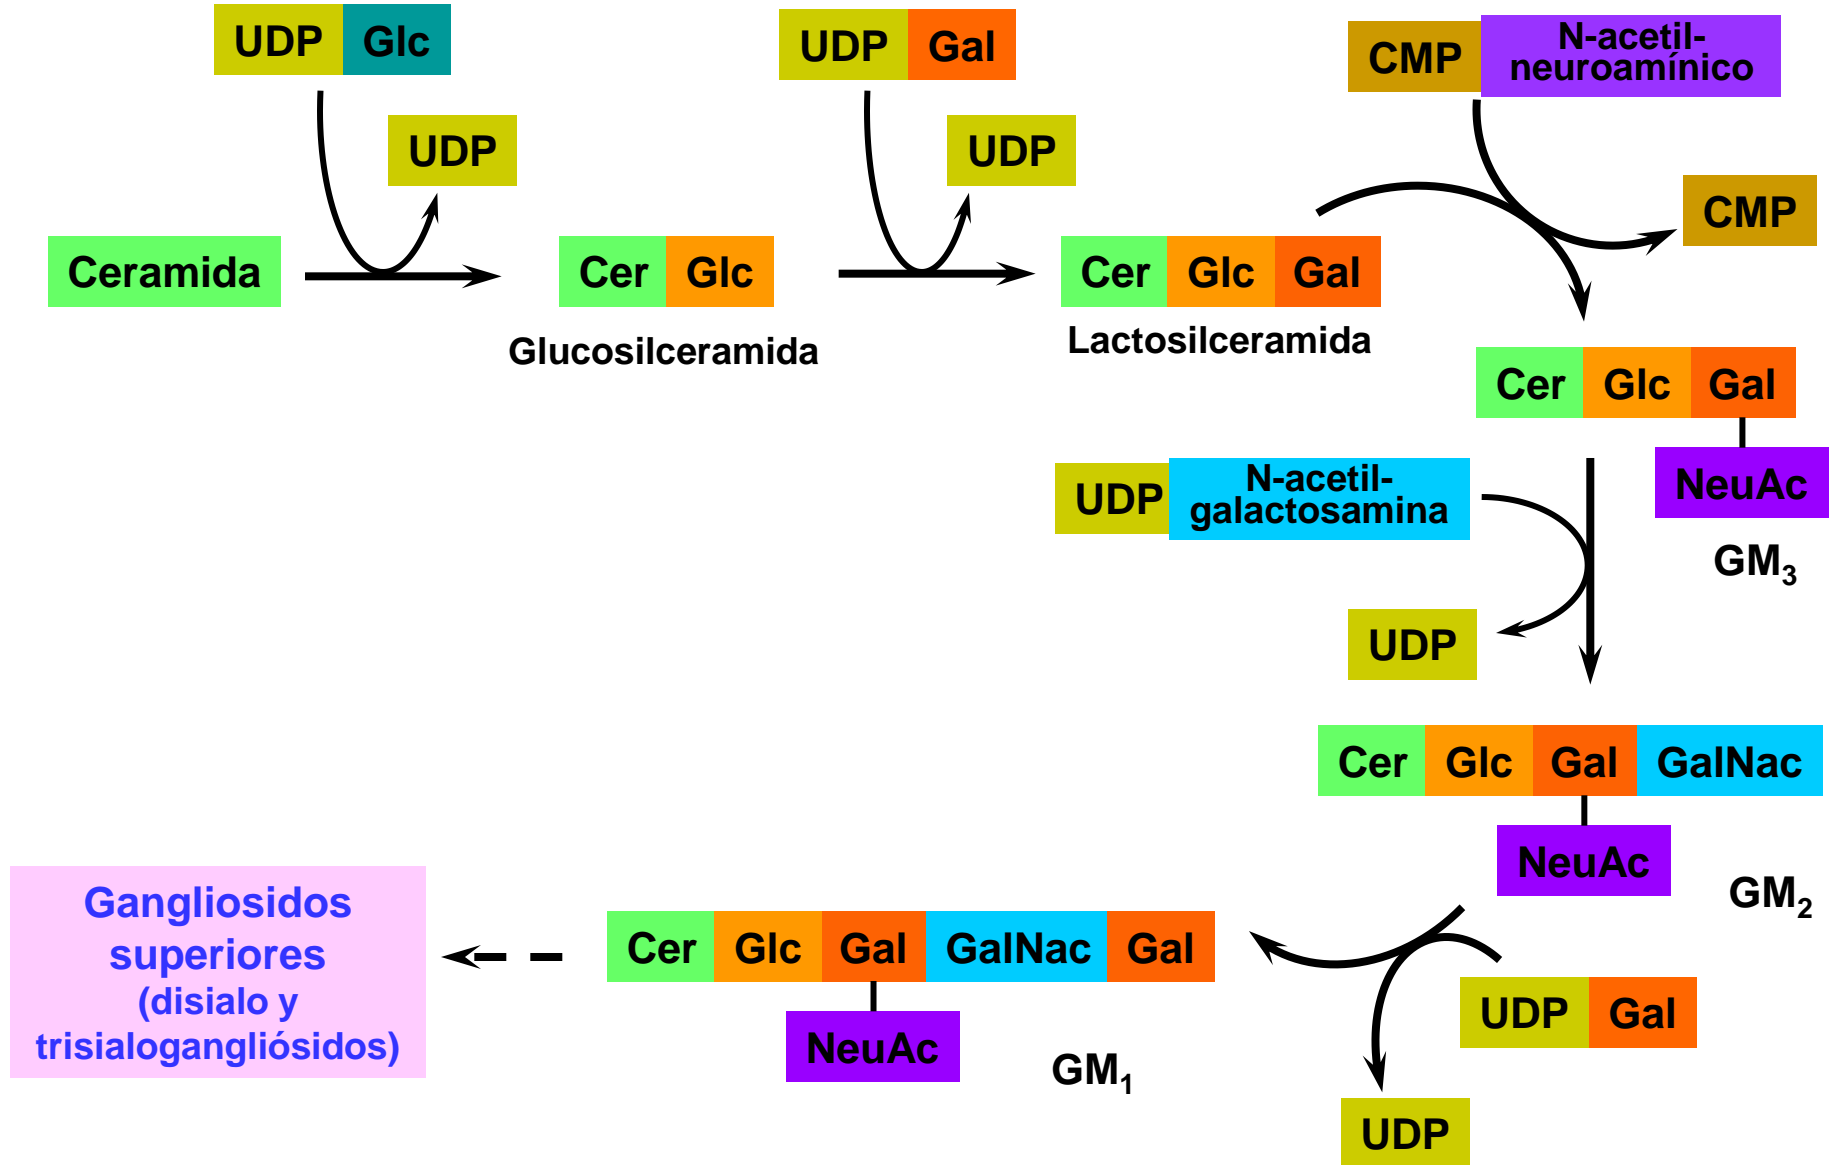 UDP Glc
UDP
Ceramida
Cer Glc
Glucosilceramida
UDP Gal
UDP
Cer Glc Gal
Lactosilceramida
CMP N-acetil-
neuroamínico
CMP
Cer Glc Gal
NeuAc
GM3
UDP N-acetil-
galactosamina
UDP
Cer Glc Gal GalNac
NeuAc
GM2
UDP Gal
UDP
Cer Glc Gal GalNac Gal
NeuAc
GM1
Gangliosidos
superiores
(disialo y
trisialogangliósidos)